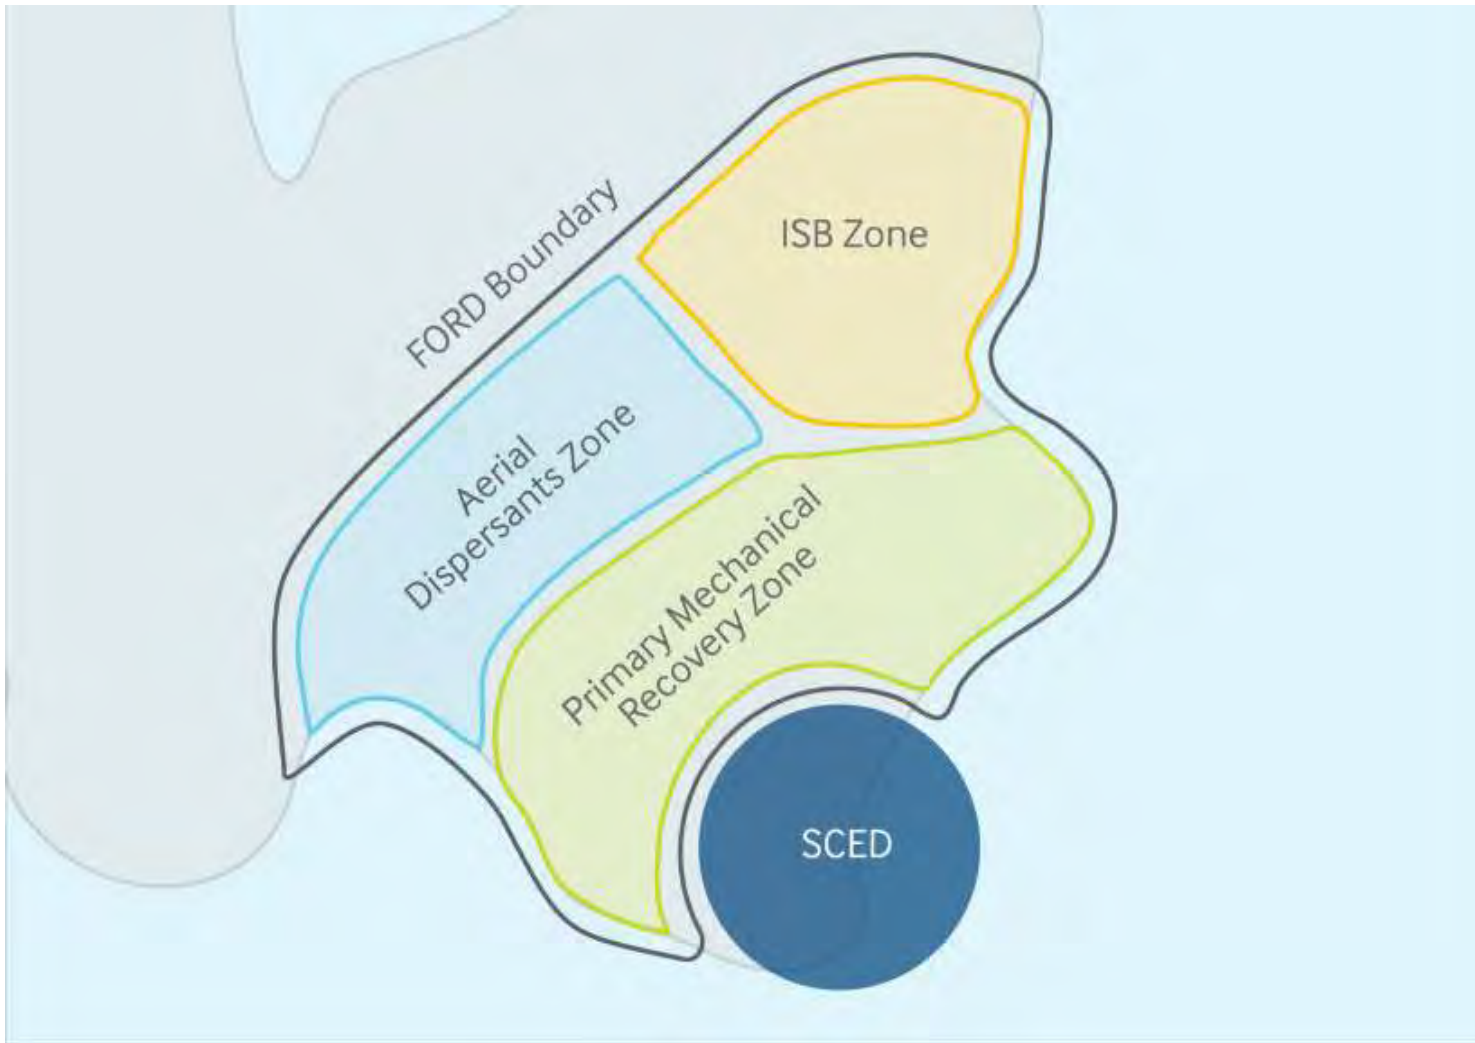 ISB Zone
FORD Boundary
Aerial
Dispersants Zone
Primary Mechanical
Recovery Zone
SCED